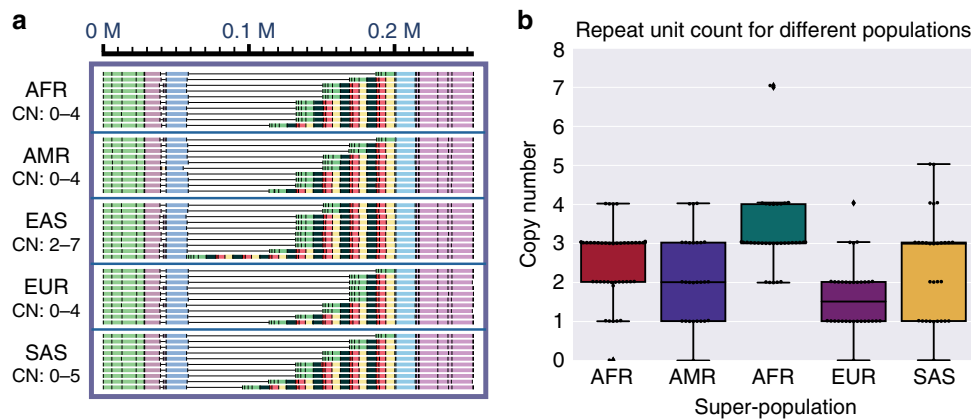 a
0 M 0.1 M 0.2 M
AFR
CN: 0–4
AMR
CN: 0–4
EAS
CN: 2–7
EUR
CN: 0–4
SAS
CN: 0–5
b
Repeat unit count for different populations
Copy number
8
7
6
5
4
3
2
1
0
AFR AMR AFR EUR SAS
Super-population